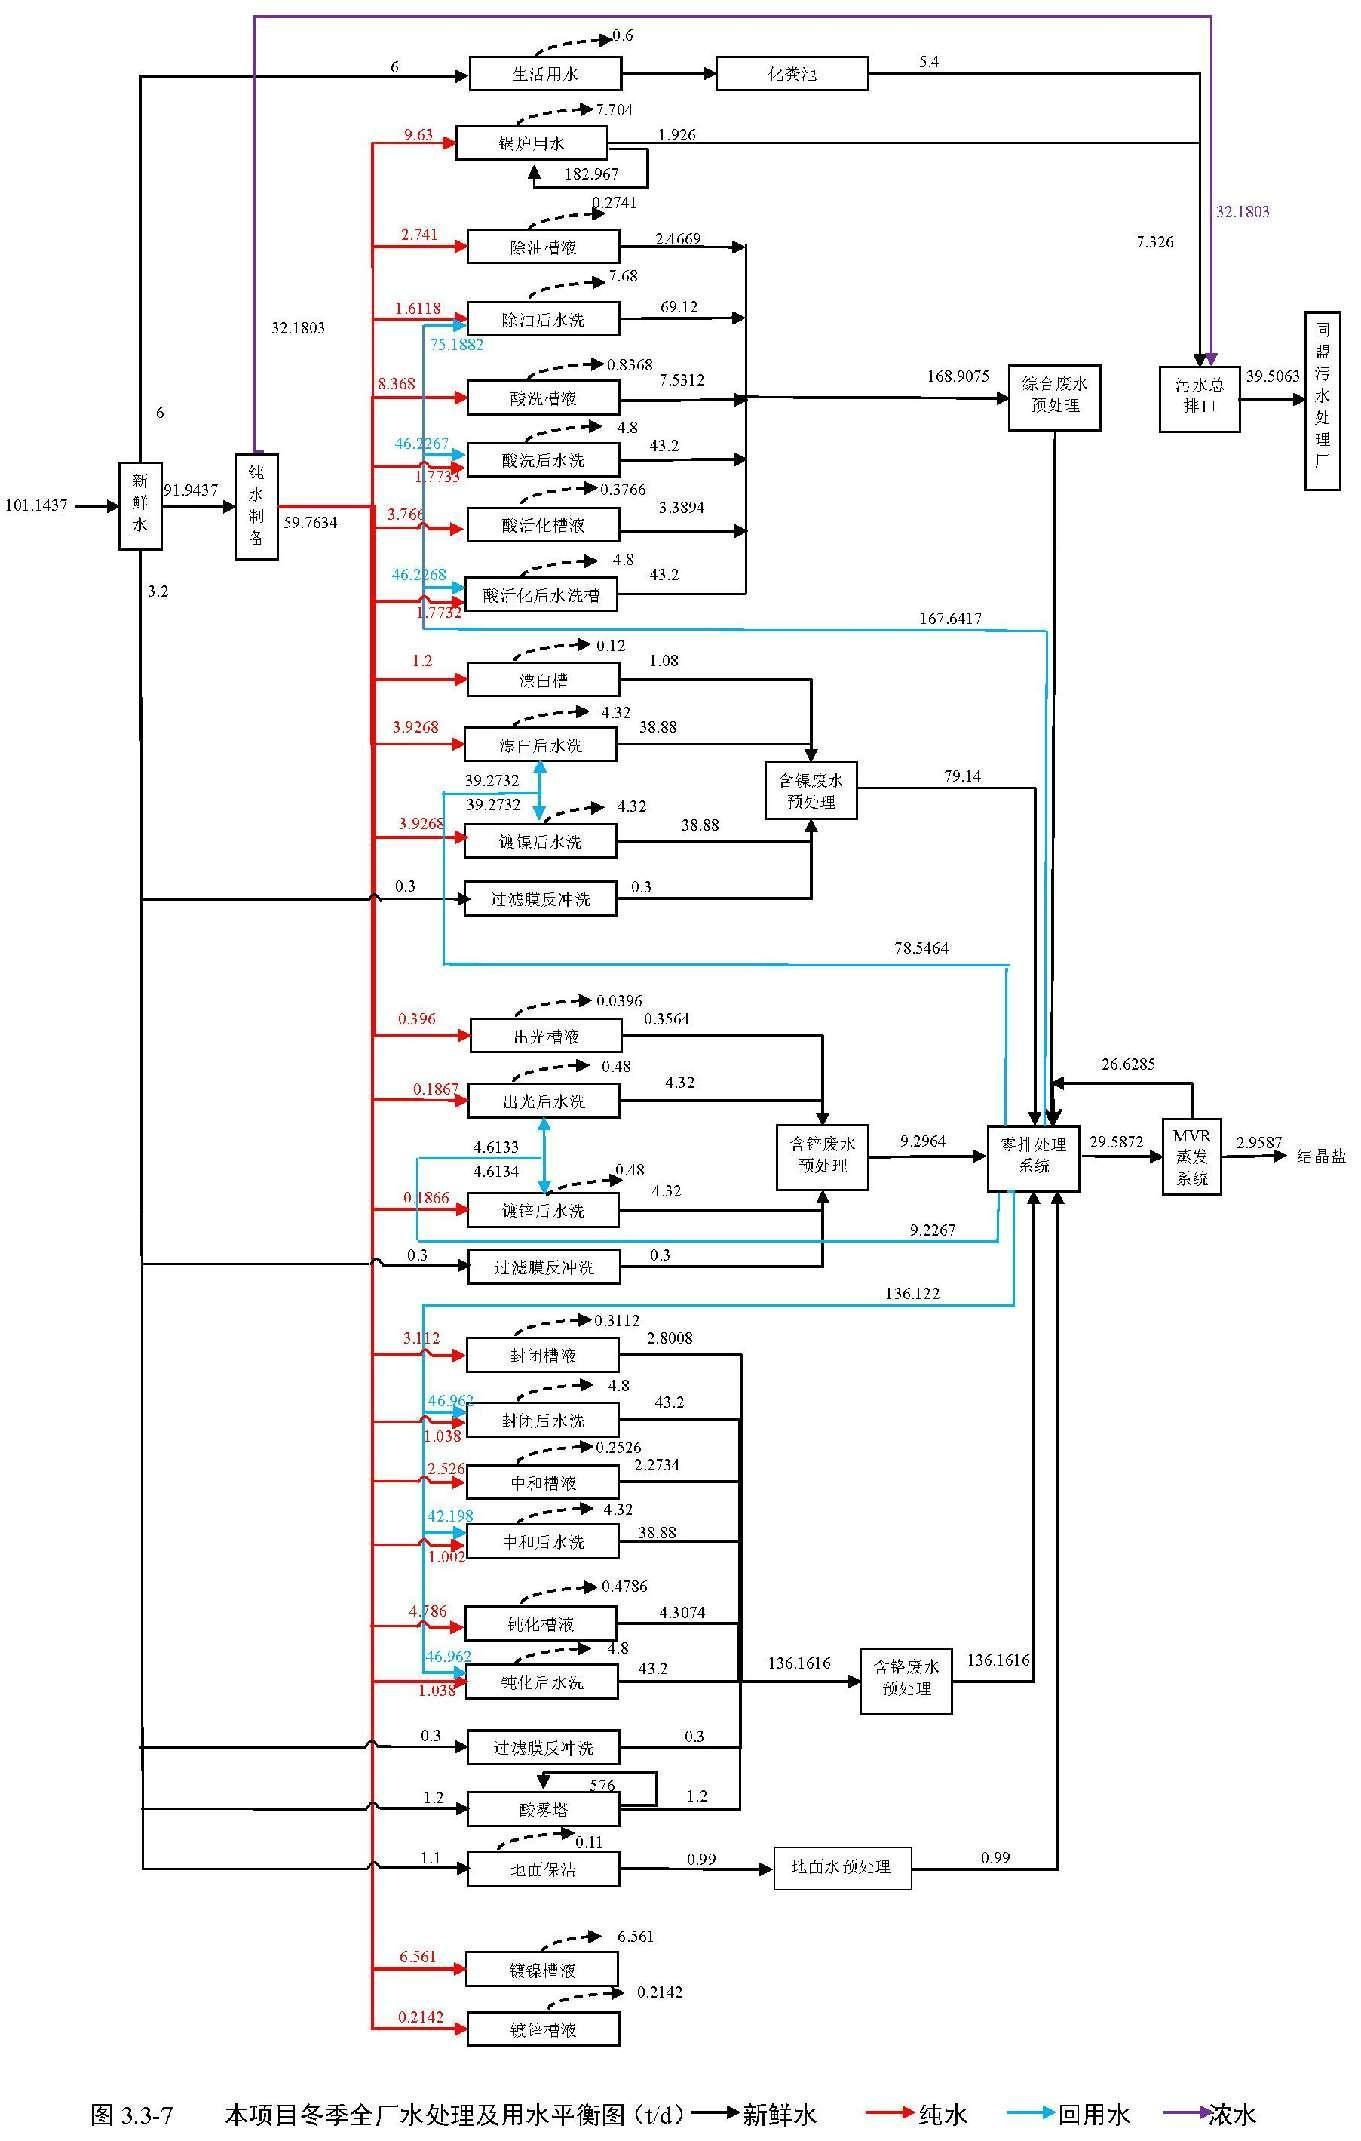 0.6
6
生活用水
化粪池
5.4
7.704
9.63
锅炉用水
1.926
182.967
0.2741
32.1803
2.741
除油槽液
2.4669
7.326
7.68
1.6118
除油后水洗
69.12
32.1803
75.1882
0.8368
8.368
酸洗槽液
7.5312
168.9075
综合废水
预处理
污水总
排口
39.5063
同盟污水处理厂
6
4.8
46.2267
酸洗后水洗
43.2
1.7733
101.1437
新鲜水
91.9437
纯水制备
59.7634
0.3766
3.766
酸活化槽液
3.3894
4.8
46.2268
酸活化后水洗槽
43.2
1.7732
3.2
167.6417
0.12
1.2
漂白槽
1.08
4.32
3.9268
漂白后水洗
38.88
39.2732
39.2732
含镍废水
预处理
79.14
4.32
3.9268
镀镍后水洗
38.88
0.3
过滤膜反冲洗
0.3
78.5464
0.0396
0.396
出光槽液
0.3564
0.48
0.1867
出光后水洗
4.32
26.6285
4.6133
4.6134
含锌废水
预处理
9.2964
零排处理
系统
29.5872
MVR
蒸发
系统
2.9587
结晶盐
0.48
0.1866
镀锌后水洗
4.32
9.2267
0.3
过滤膜反冲洗
0.3
136.122
0.3112
3.112
封闭槽液
2.8008
4.8
46.962
封闭后水洗
43.2
1.038
0.2526
2.526
中和槽液
2.2734
4.32
42.198
中和后水洗
38.88
1.002
0.4786
4.786
钝化槽液
4.3074
4.8
46.962
钝化后水洗
43.2
1.038
136.1616
含铬废水
预处理
136.1616
0.3
过滤膜反冲洗
0.3
576
1.2
酸雾塔
1.2
0.11
1.1
地面保洁
0.99
地面水预处理
0.99
6.561
6.561
镀镍槽液
0.2142
0.2142
镀锌槽液
图 3.3-7 本项目冬季全厂水处理及用水平衡图（t/d） 新鲜水 纯水 回用水 浓水